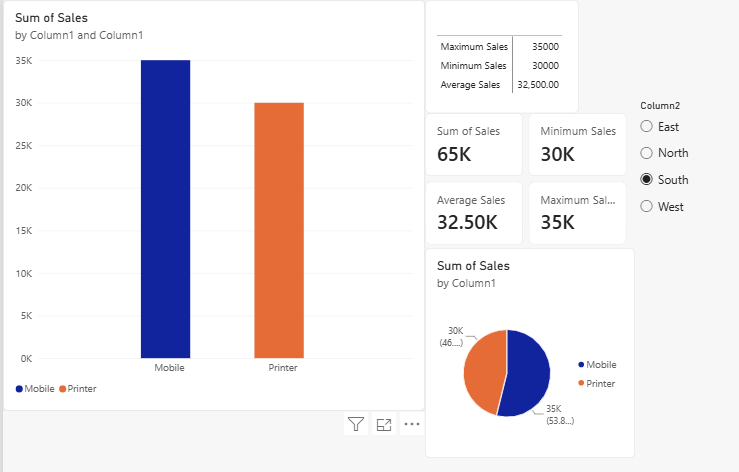 Sum of Sales
by Column1 and Column1
35K
30K
25K
20K
15K
10K
5K
0K
Mobile
Printer
Mobile
Printer
Maximum Sales 35000
Minimum Sales 30000
Average Sales 32,500.00
Sum of Sales
65K
Minimum Sales
30K
Average Sales
32.50K
Maximum Sal...
35K
Column2
East
North
South
West
Sum of Sales
by Column1
30K
(46....)
35K
(53.8...)
Mobile
Printer